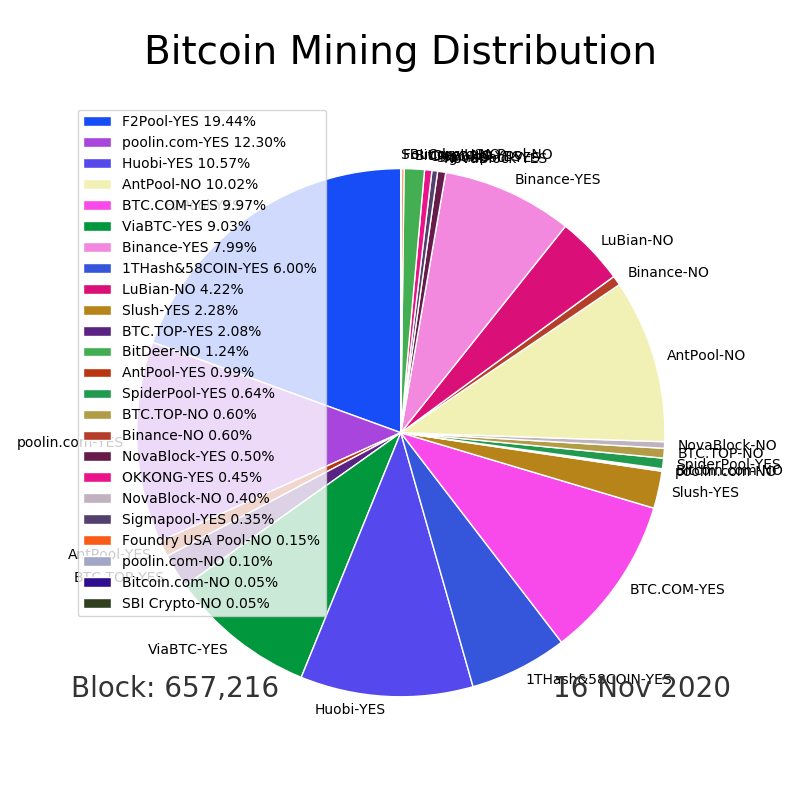 Bitcoin Mining Distribution
F2Pool-YES 19.44%
poolin.com-YES 12.30%
Huobi-YES 10.57%
AntPool-NO 10.02%
BTC.COM-YES 9.97%
ViaBTC-YES 9.03%
Binance-YES 7.99%
1THash&58COIN-YES 6.00%
LuBian-NO 4.22%
Slush-YES 2.28%
BTC.TOP-YES 2.08%
BitDeer-NO 1.24%
AntPool-YES 0.99%
SpiderPool-YES 0.64%
BTC.TOP-NO 0.60%
Binance-NO 0.60%
NovaBlock-YES 0.50%
OKKONG-YES 0.45%
NovaBlock-NO 0.40%
Sigmapool-YES 0.35%
Foundry USA Pool-NO 0.15%
poolin.com-NO 0.10%
Bitcoin.com-NO 0.05%
SBI Crypto-NO 0.05%
NovaBlock-YES
Binance-YES
LuBian-NO
Binance-NO
AntPool-NO
NovaBlock-NO
BTC.TOP-NO
SpiderPool-YES
poolin.com-NO
Slush-YES
BTC.COM-YES
1THash&58COIN-YES
Huobi-YES
ViaBTC-YES
BTC.TOP-YES
AntPool-YES
poolin.com-YES
Block: 657,216
16 Nov 2020